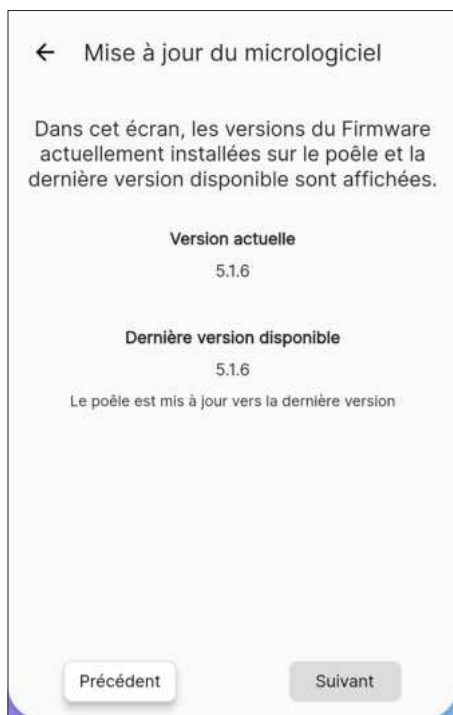 Mise à jour du micrologiciel
Dans cet écran, les versions du Firmware
actuellement installées sur le poêle et la
dernière version disponible sont affichées.
Version actuelle
5.1.6
Dernière version disponible
5.1.6
Le poêle est mis à jour vers la dernière version
Précédent
Suivant